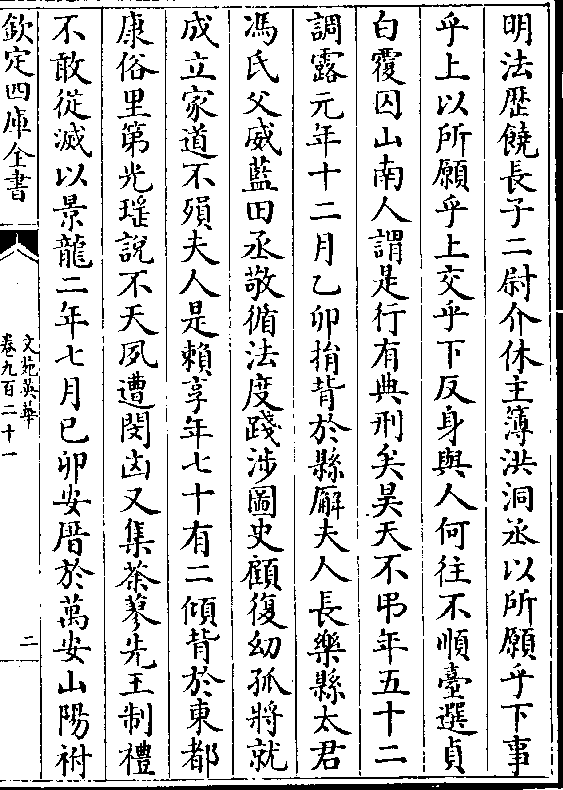 明法歴饒長子二尉介休主簿洪洞丞以所願乎下事
乎上以所願乎上交乎下反身與人何往不順臺選貞
白覆囚山南人謂是行有典刑矣昊天不弔年五十二
調露元年十二月乙卯捐背於縣廨夫人長樂縣太君
馮氏父威藍田丞敬循法度踐涉圖史顧復幼孤將就
成立家道不殞夫人是賴享年七十有二傾背於東都
康俗里第光瑤說不天夙遭閔凶又集荼蓼先王制禮
不敢從滅以景龍二年七月已卯安厝於萬安山陽祔
欽定四庫全書
文苑英華
卷九百二十一
二